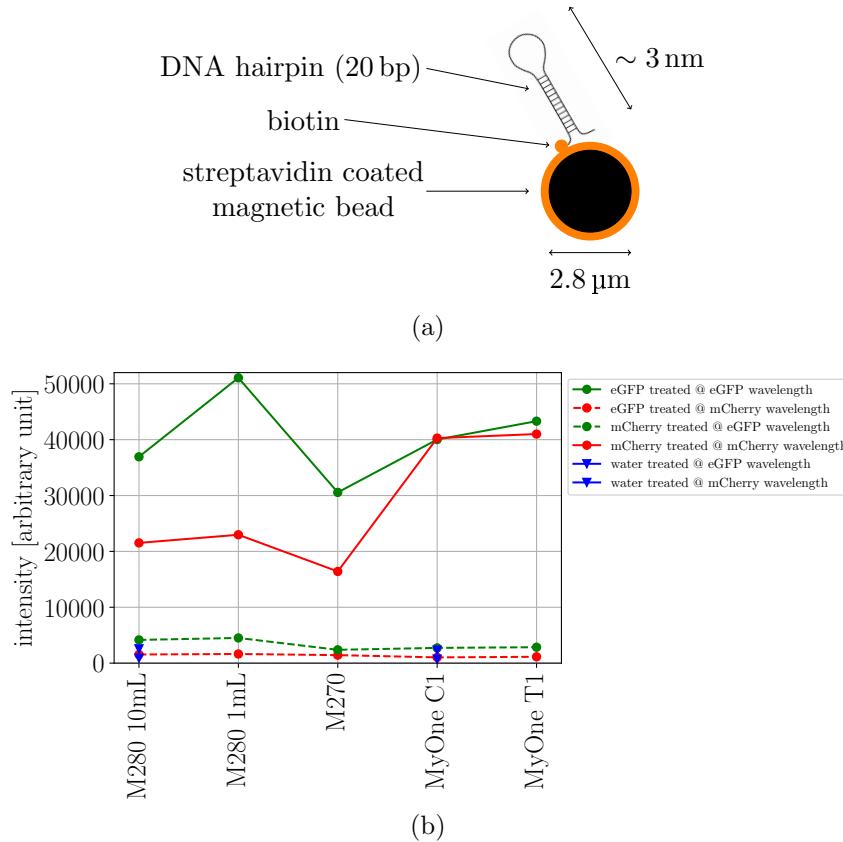 ∼ 3 nm
DNA hairpin (20 bp)
biotin
streptavidin coated
magnetic bead
2.8 µm
(a)
intensity [arbitrary unit]
50000
40000
30000
20000
10000
0
M280 10mL
M280 1mL
M270
MyOne C1
MyOne T1
eGFP treated @ eGFP wavelength
eGFP treated @ mCherry wavelength
mCherry treated @ eGFP wavelength
mCherry treated @ mCherry wavelength
water treated @ eGFP wavelength
water treated @ mCherry wavelength
(b)